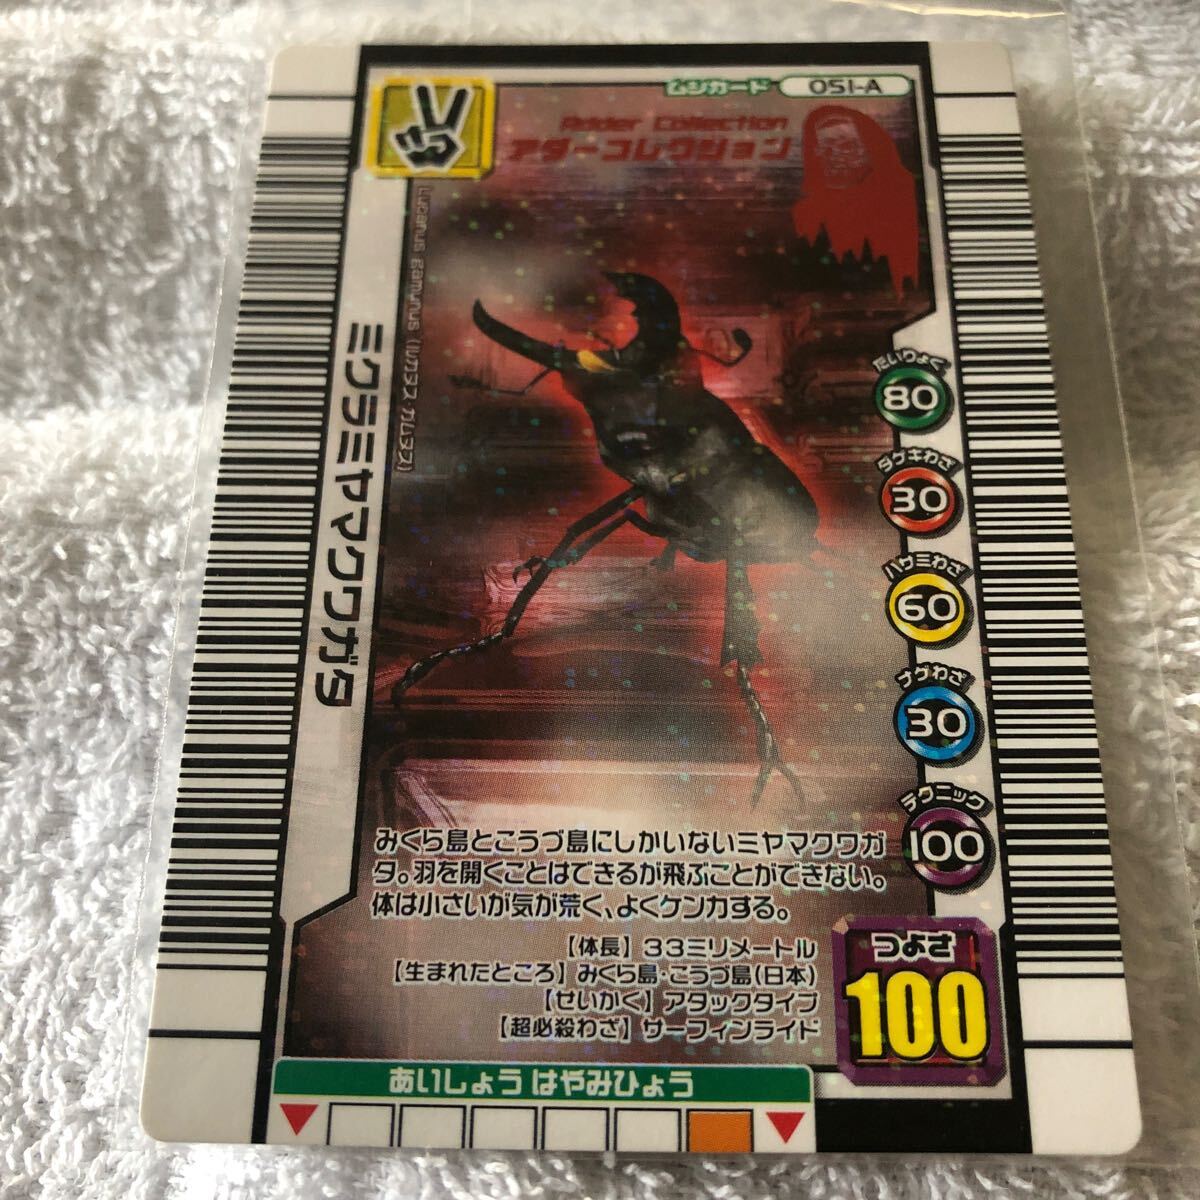 ムシカード 051-A
Adder Collection
アダーコレクション
Lucanus gamunus (ルカヌス・ガムヌス)
ミクラミヤマクワガタ
たいりょく
80
ダゲキわざ
30
ハサミわざ
60
ナゲわざ
30
テクニック
100
みくら島とこうづ島にしかいないミヤマクワガ
タ。羽を開くことはできるが飛ぶことができない。
体は小さいが気が荒く、よくケンカする。
【体長】 33ミリメートル
【生まれたところ】 みくら島・こうづ島(日本)
【せいかく】 アタックタイプ
【超必殺わざ】 サーフィンライド
つよさ
100
あいしょう はやみひょう